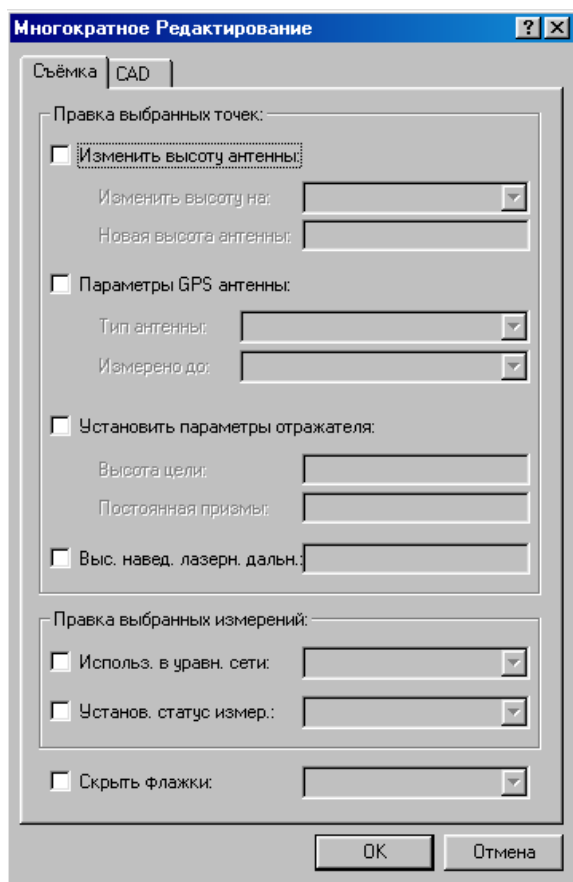 Многократное Редактирование
Съёмка CAD
Правка выбранных точек:
Изменить высоту антенны:
Изменить высоту на:
Новая высота антенны:
Параметры GPS антенны:
Тип антенны:
Измерено до:
Установить параметры отражателя:
Высота цели:
Постоянная призмы:
Выс. навед. лазерн. дальн.:
Правка выбранных измерений:
Использ. в уравн. сети:
Установ. статус измер.:
Скрыть флажки:
OK Отмена